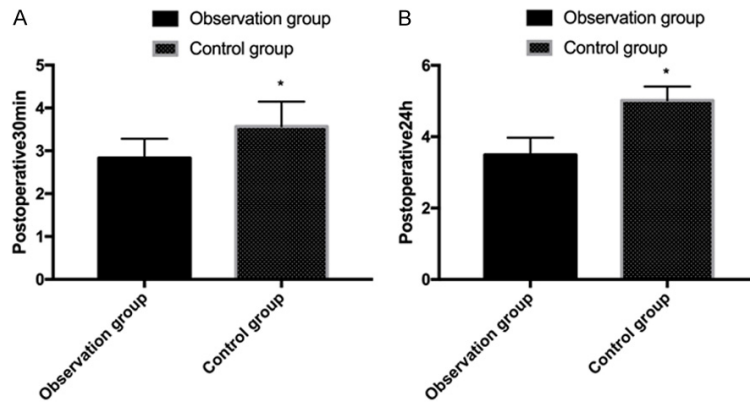 A
Observation group
Control group
Postoperative30min
5
4
3
2
1
0
*
Observation group
Control group
B
Observation group
Control group
Postoperative24h
6
4
2
0
*
Observation group
Control group